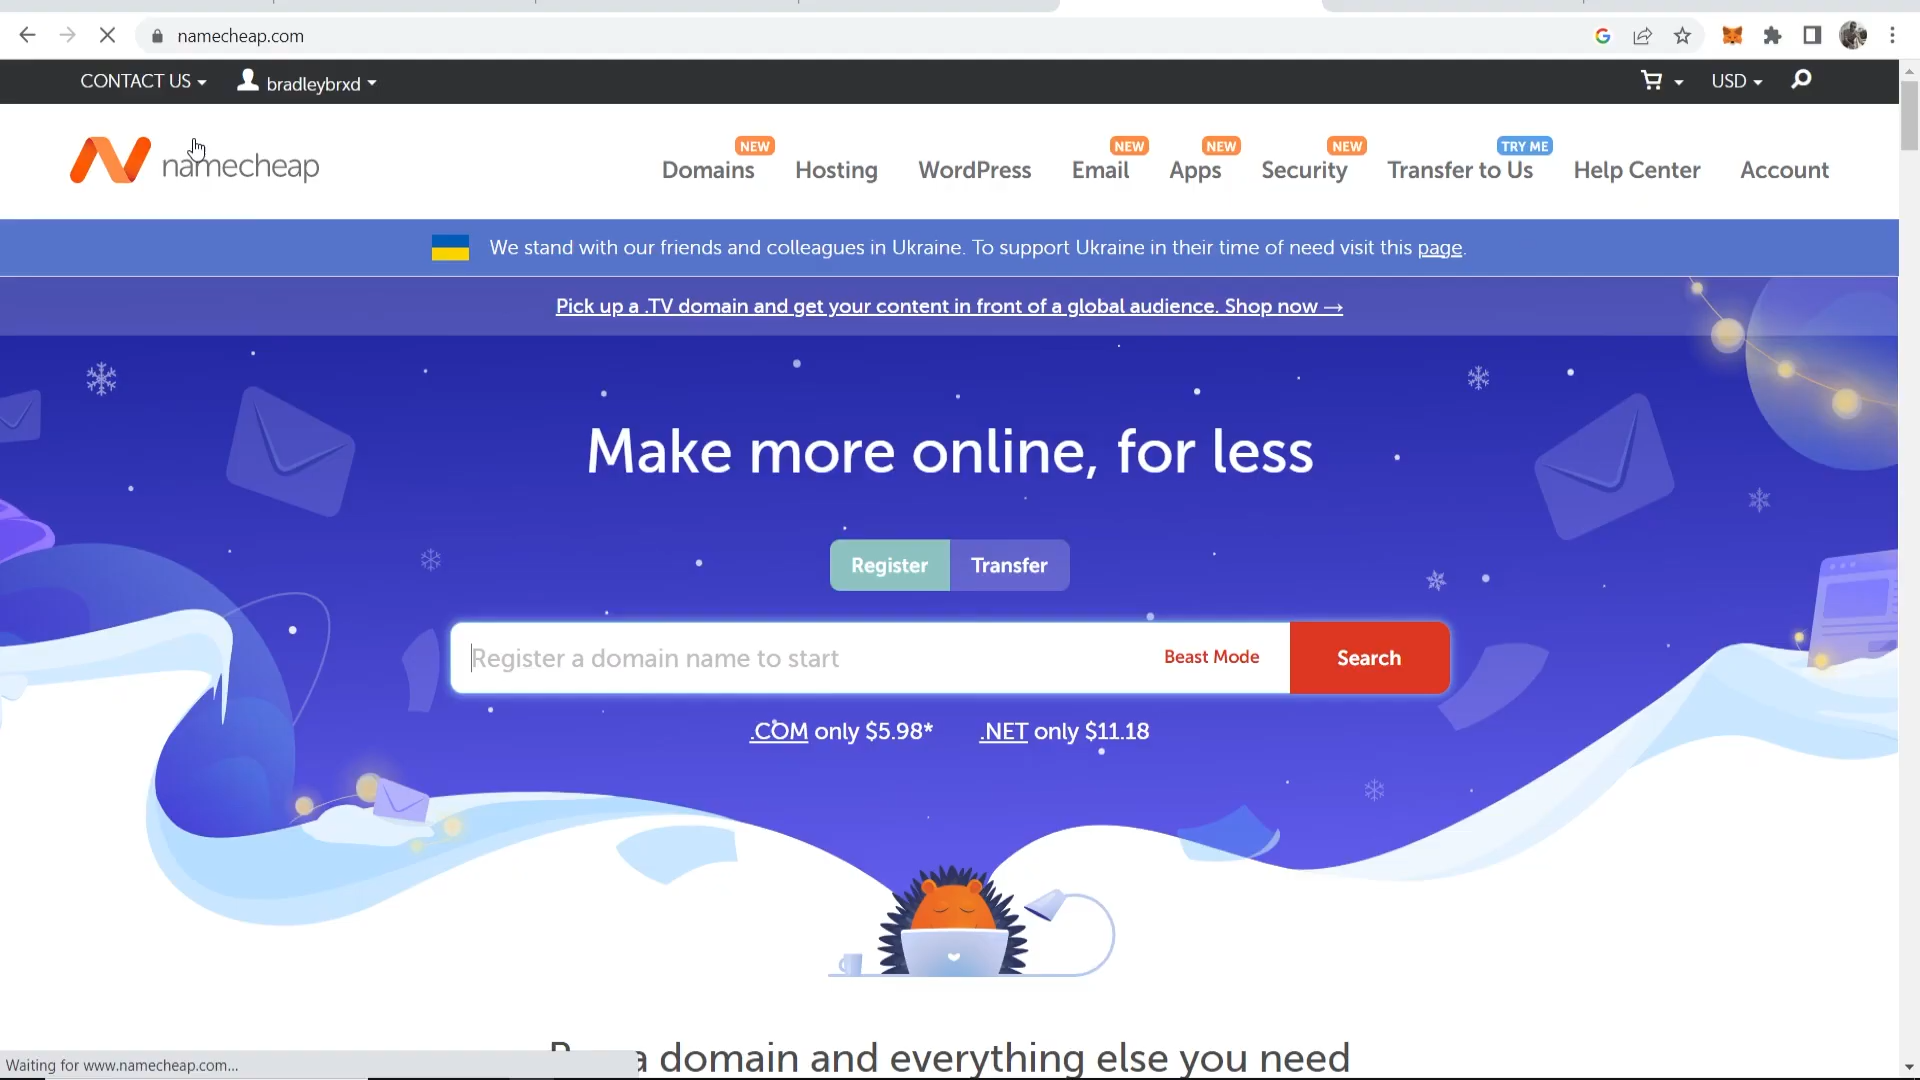 namecheap.com
CONTACT US
bradleybrxd
USD
namecheap
NEW
NEW
NEW
NEW
TRY ME
Domains
Hosting
WordPress
Email
Apps
Security
Transfer to Us
Help Center
Account
We stand with our friends and colleagues in Ukraine. To support Ukraine in their time of need visit this page.
Pick up a .TV domain and get your content in front of a global audience. Shop now →
Make more online, for less
Register
Transfer
Register a domain name to start
Beast Mode
Search
.COM only $5.98*
.NET only $11.18
a domain and everything else you need
Waiting for www.namecheap.com...